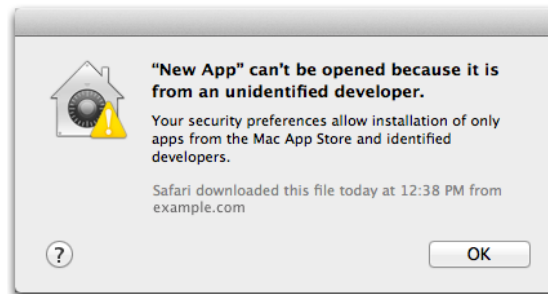 “New App” can't be opened because it is
from an unidentified developer.
Your security preferences allow installation of only
apps from the Mac App Store and identified
developers.
Safari downloaded this file today at 12:38 PM from
example.com
?
OK